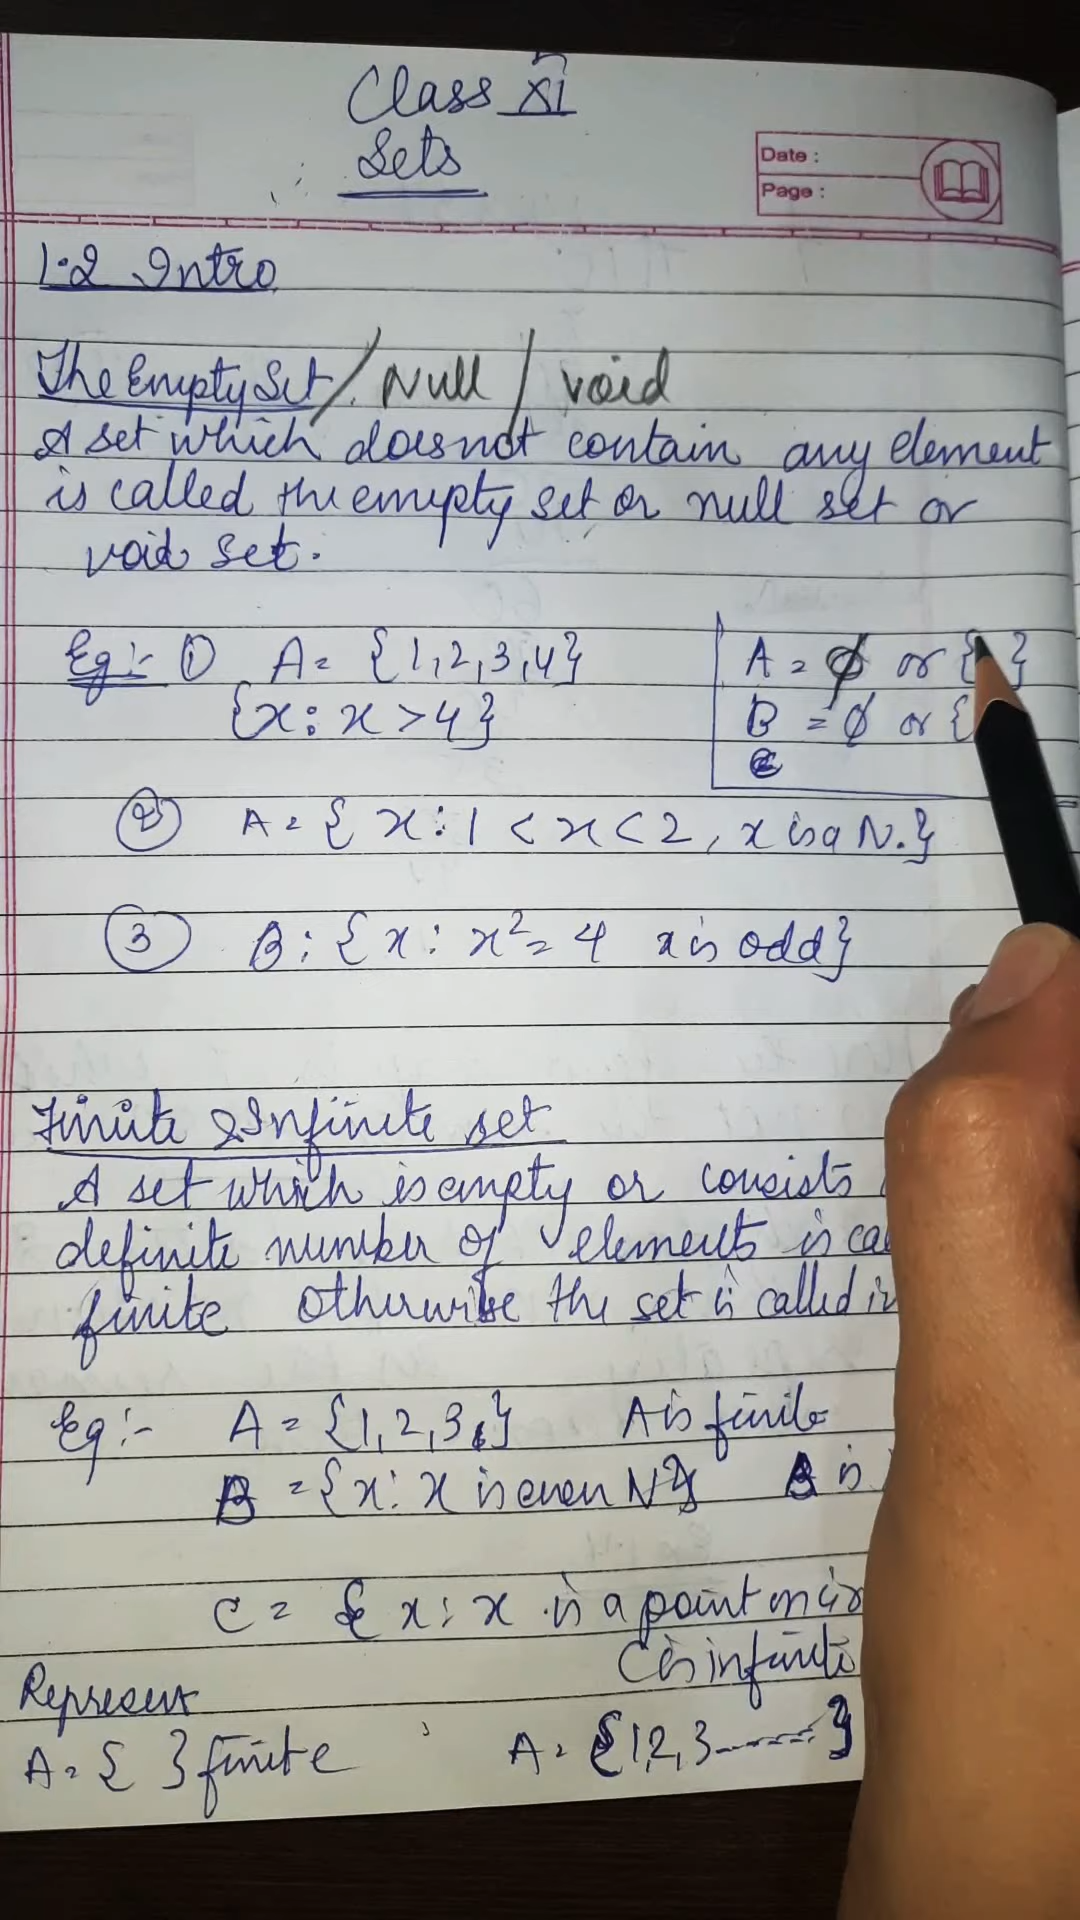 Class XI
Sets
Date :
Page :
1.2 Intro
The Empty Set / Null / void
A set which does not contain any element
is called the empty set or null set or
void set.
Eg:- ① A = {1,2,3,4}
{x : x > 4}
A = ϕ or { }
B = ϕ or {
② A = { x : 1 < x < 2, x is a N.}
③ B : {x : x² = 4 x is odd}
Finite & Infinite set
A set which is empty or consists
definite number of elements is
finite otherwise the set is called
Eg :- A = {1,2,3,} A is finite
B = {x : x is even N} B is
C = { x : x is a point on
C is infinite
Represent
A = { } finite A = {1,2,3------}